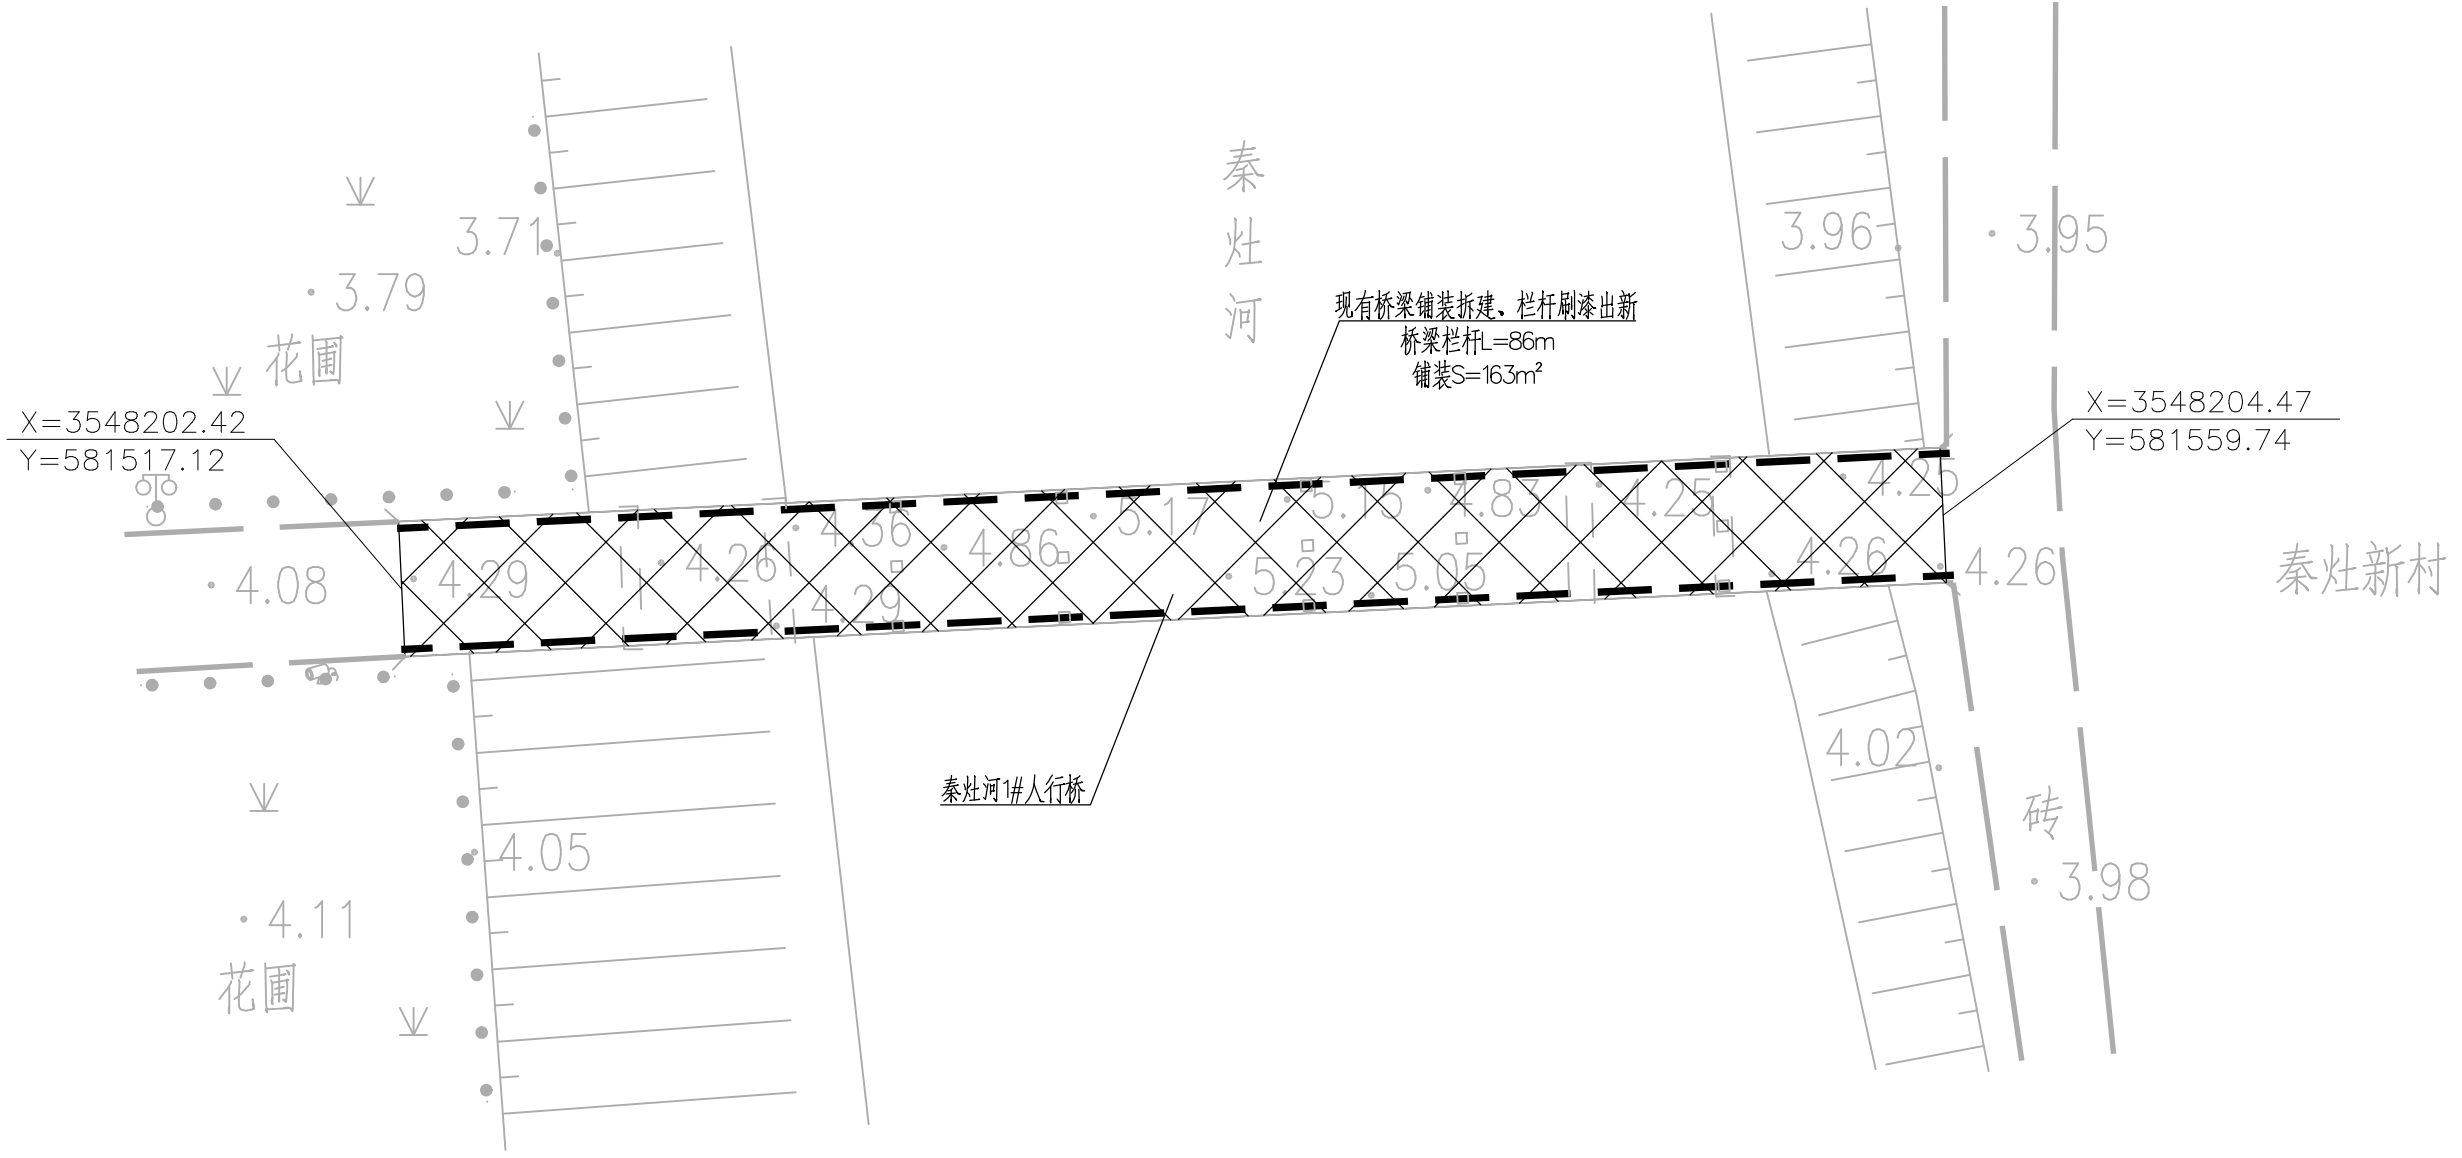 秦
灶
河
3.71
3.96
3.95
3.79
花圃
现有桥梁铺装拆建、栏杆刷漆出新
桥梁栏杆L=86m
铺装S=163m²
X=3548202.42
Y=581517.12
X=3548204.47
Y=581559.74
4.36
5.17
5.15
4.83
4.25
4.25
4.08
4.29
4.26
4.29
4.86
5.23
5.05
4.26
4.26
秦灶新村
4.02
秦灶河1#人行桥
砖
4.05
3.98
4.11
花圃